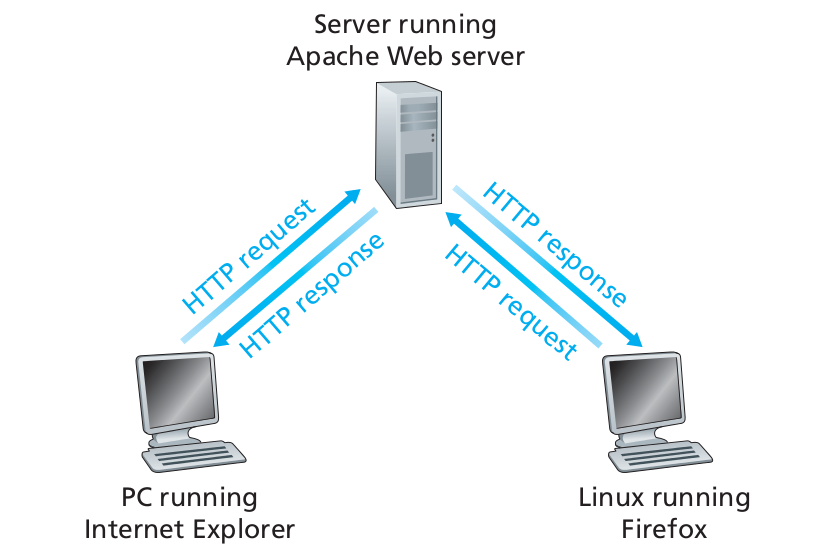 Server running
Apache Web server
HTTP request
HTTP response
HTTP response
HTTP request
PC running
Internet Explorer
Linux running
Firefox